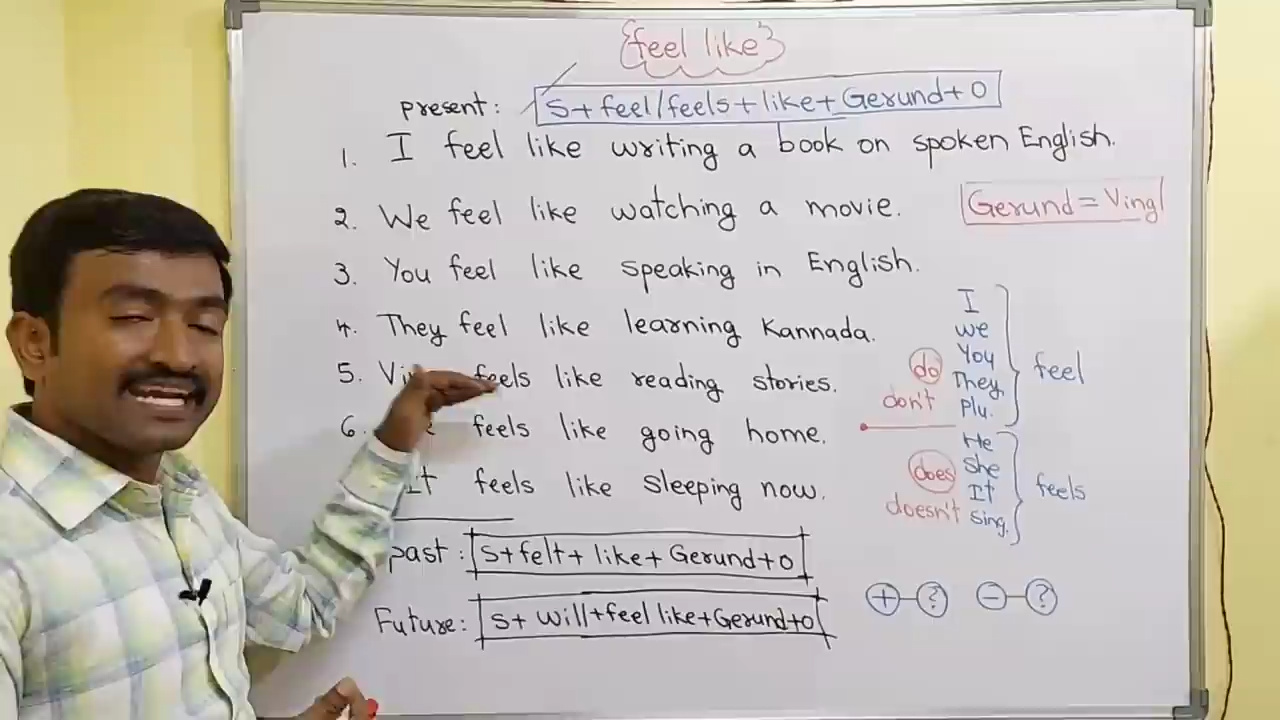 {feel like}
present: S+feel/feels+like+Gerund+O
1. I feel like writing a book on spoken English.
2. We feel like watching a movie.
Gerund=Ving
3. You feel like speaking in English.
4. They feel like learning Kannada.
5. feels like reading stories.
6. feels like going home.
It feels like sleeping now.
do
don't
I
we
You
They
Plu.
feel
does
doesn't
He
she
It
sing.
feels
past: S+felt+like+Gerund+O
Future: S+will+feel like+Gerund+O
+ – ? - – ?